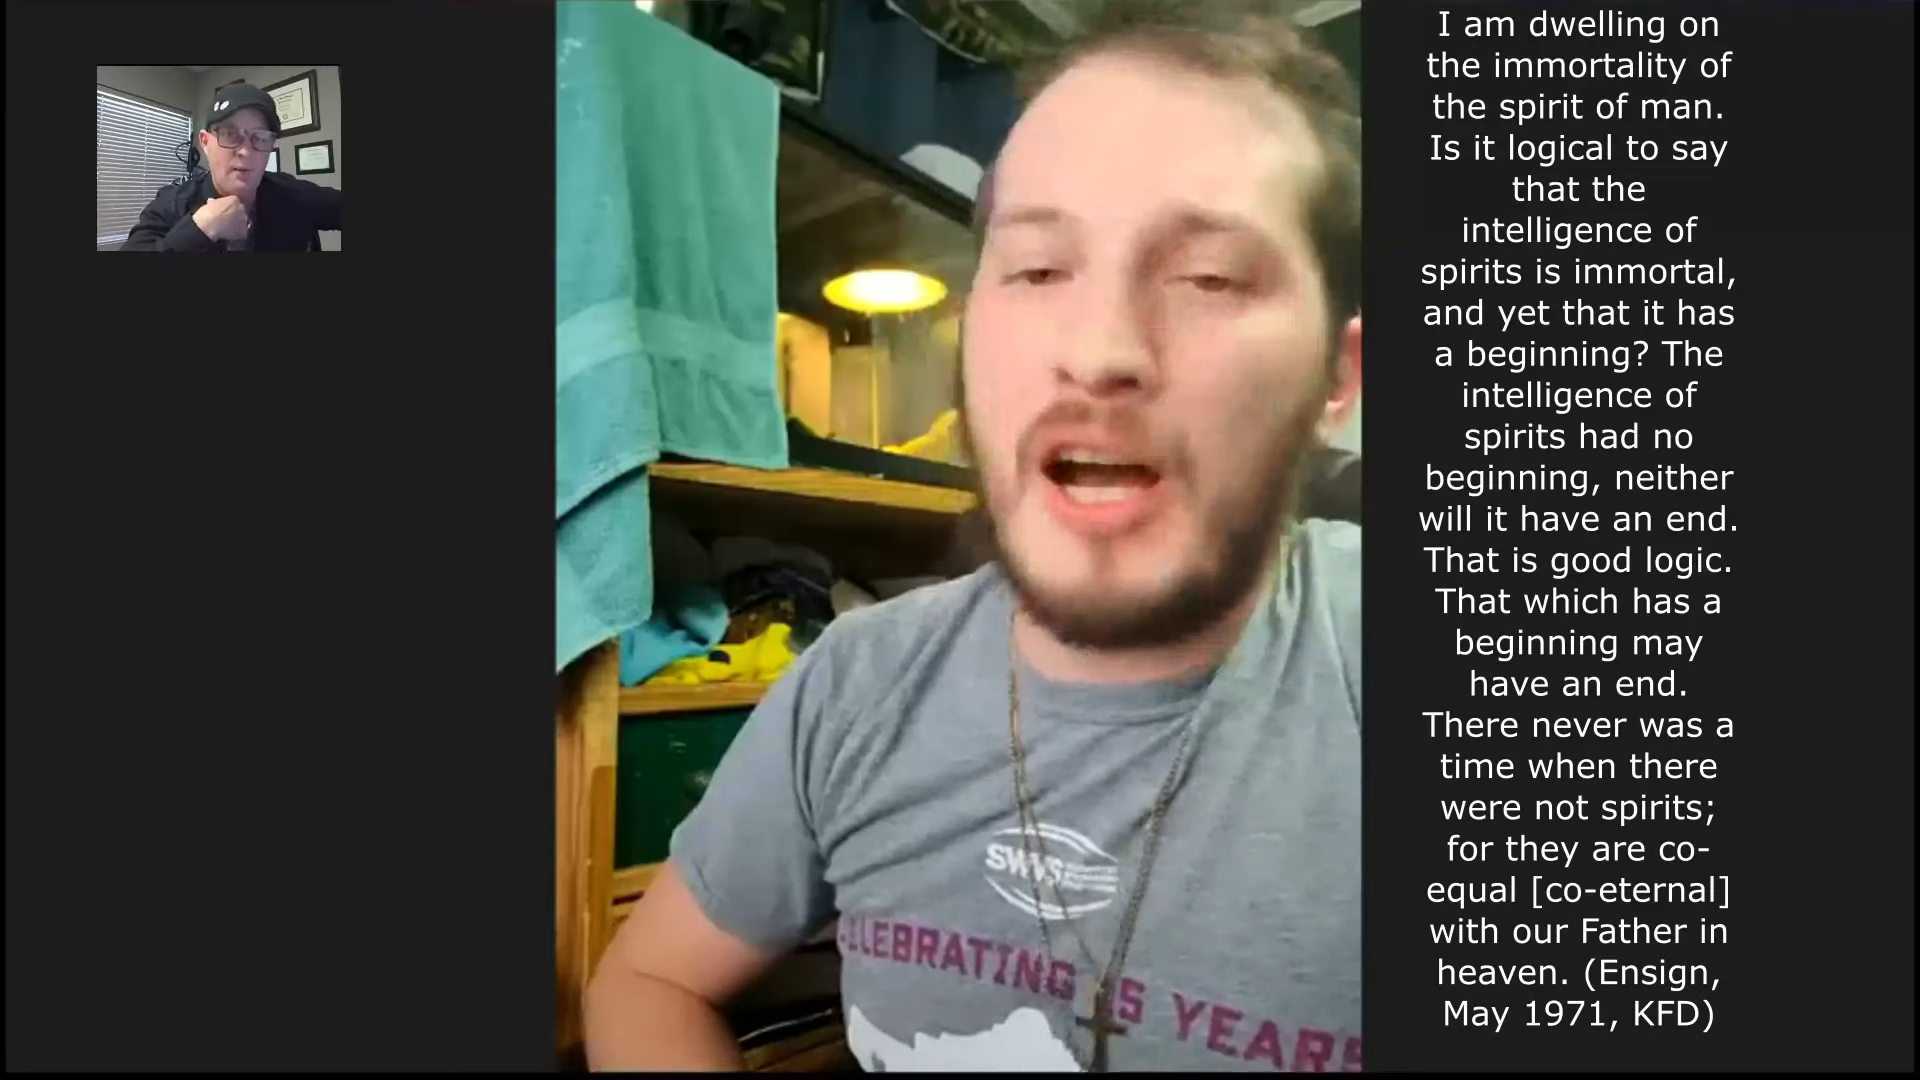 I am dwelling on
the immortality of
the spirit of man.
Is it logical to say
that the
intelligence of
spirits is immortal,
and yet that it has
a beginning? The
intelligence of
spirits had no
beginning, neither
will it have an end.
That is good logic.
That which has a
beginning may
have an end.
There never was a
time when there
were not spirits;
for they are co-
equal [co-eternal]
with our Father in
heaven. (Ensign,
May 1971, KFD)
SWVS
CELEBRATING 15 YEARS